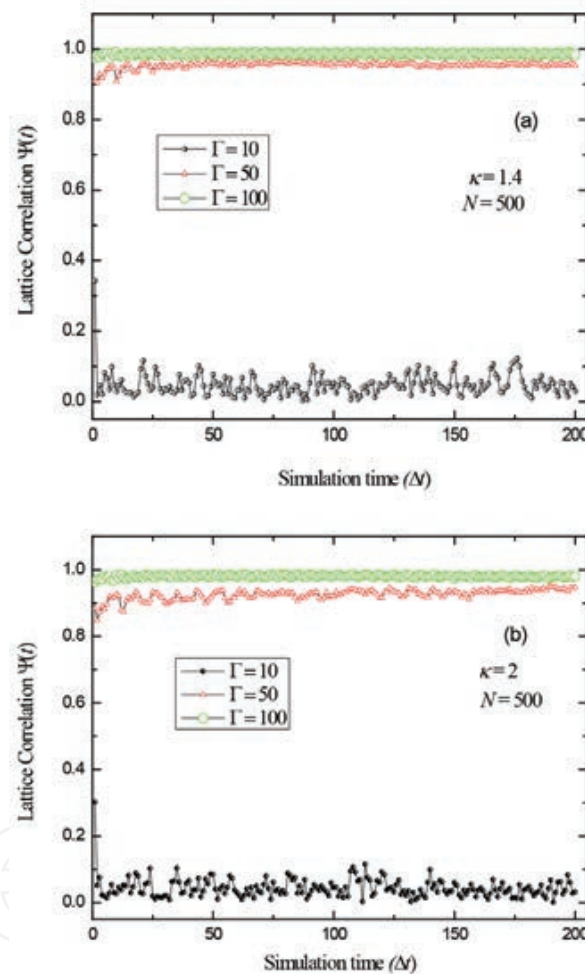 1.0
0.8
0.6
0.4
0.2
0.0
Lattice Correlation Ψ(t)
(a)
Γ=10
Γ=50
Γ=100
κ=1.4
N=500
0
50
100
150
200
Simulation time (Δt)
1.0
0.8
0.6
0.4
0.2
0.0
Lattice Correlation Ψ(t)
(b)
Γ=10
Γ=50
Γ=100
κ=2
N=500
0
50
100
150
200
Simulation time (Δt)